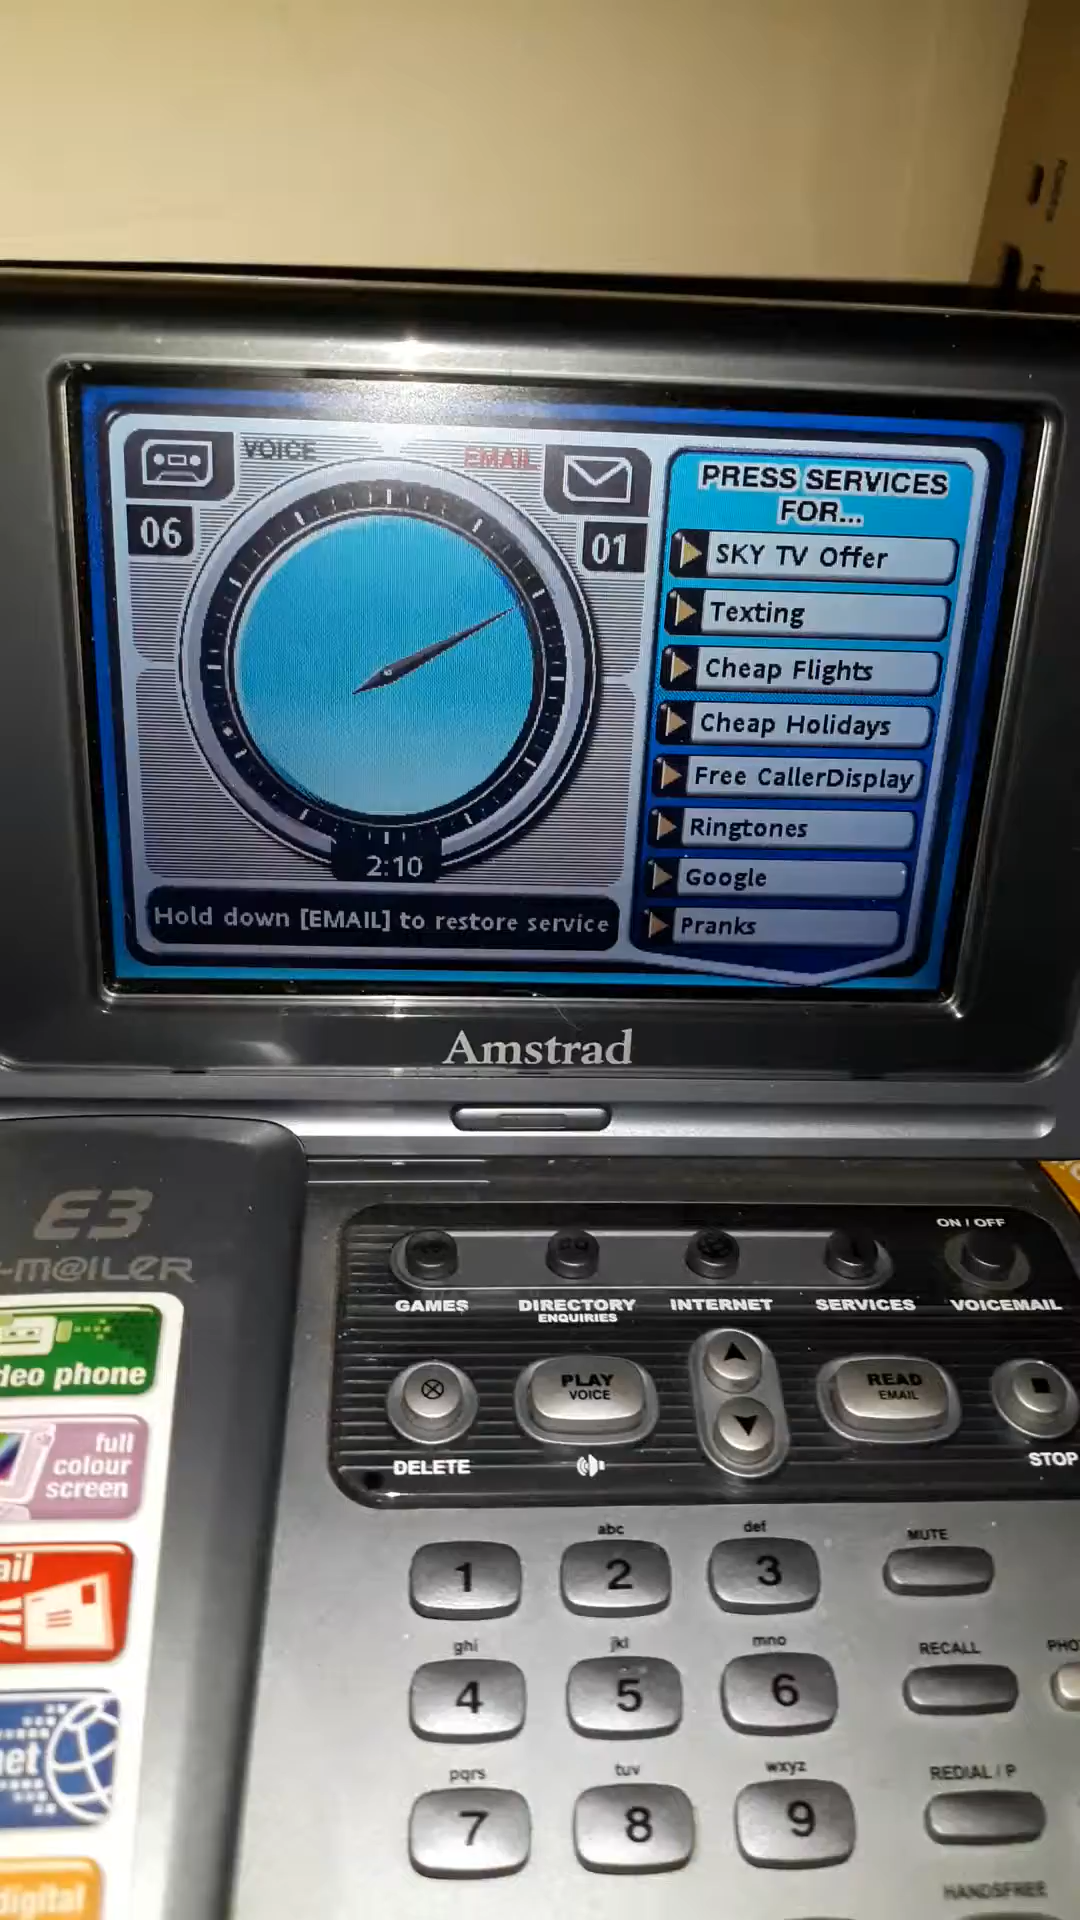 VOICE
EMAIL
06
01
2:10
Hold down [EMAIL] to restore service
PRESS SERVICES
FOR...
SKY TV Offer
Texting
Cheap Flights
Cheap Holidays
Free CallerDisplay
Ringtones
Google
Pranks
Amstrad
E3
-M@ILER
deo phone
full
colour
screen
ail
net
digital
ON / OFF
GAMES
DIRECTORY
ENQUIRIES
INTERNET
SERVICES
VOICEMAIL
PLAY
VOICE
READ
EMAIL
DELETE
STOP
abc
def
MUTE
1
2
3
ghi
jkl
mno
RECALL
PHO
4
5
6
pqrs
tuv
wxyz
REDIAL / P
7
8
9
HANDSFREE